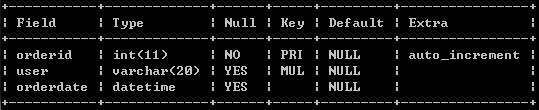 +-----------+-------------+------+-----+---------+----------------+
| Field     | Type        | Null | Key | Default | Extra          |
+-----------+-------------+------+-----+---------+----------------+
| orderid   | int(11)     | NO   | PRI | NULL    | auto_increment |
| user      | varchar(20) | YES  | MUL | NULL    |                |
| orderdate | datetime    | YES  |     | NULL    |                |
+-----------+-------------+------+-----+---------+----------------+